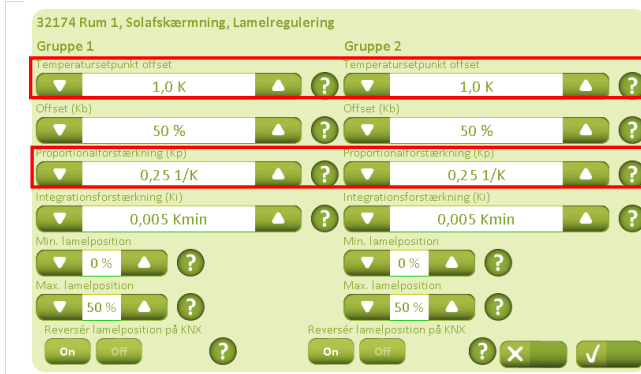 32174 Rum 1, Solafskærmning, Lamelregulering
Gruppe 1 Gruppe 2
Temperatursetpunkt offset Temperatursetpunkt offset
1,0 K ? 1,0 K ?
Offset (Kb) Offset (Kb)
50 % ? 50 % ?
Proportionalforstærkning (Kp) Proportionalforstærkning (Kp)
0,25 1/K ? 0,25 1/K ?
Integrationsforstærkning (Ki) Integrationsforstærkning (Ki)
0,005 Kmin ? 0,005 Kmin ?
Min. lamelposition Min. lamelposition
0 % ? 0 % ?
Max. lamelposition Max. lamelposition
50 % ? 50 % ?
Reversér lamelposition på KNX Reversér lamelposition på KNX
On Off ? On Off ?